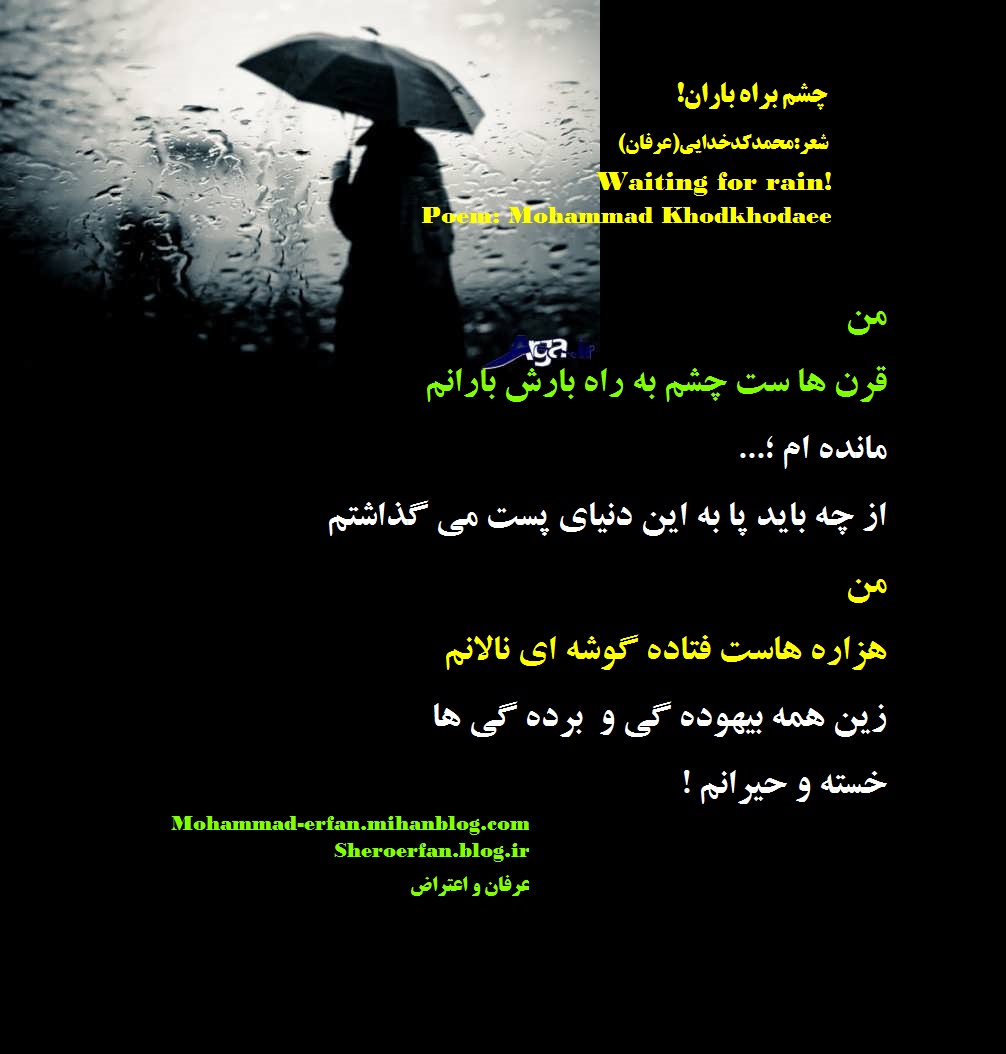 چشم براه باران!
شعر:محمدکدخدایی(عرفان)
Waiting for rain!
Poem: Mohammad Khodkhodaee
Aga.ir
من
قرن ها ست چشم به راه بارش بارانم
مانده ام ؛...
از چه باید پا به این دنیای پست می گذاشتم
من
هزاره هاست فتاده گوشه ای نالانم
زین همه بیهوده گی و برده گی ها
خسته و حیرانم !
Mohammad-erfan.mihanblog.com
Sheroerfan.blog.ir
عرفان و اعتراض